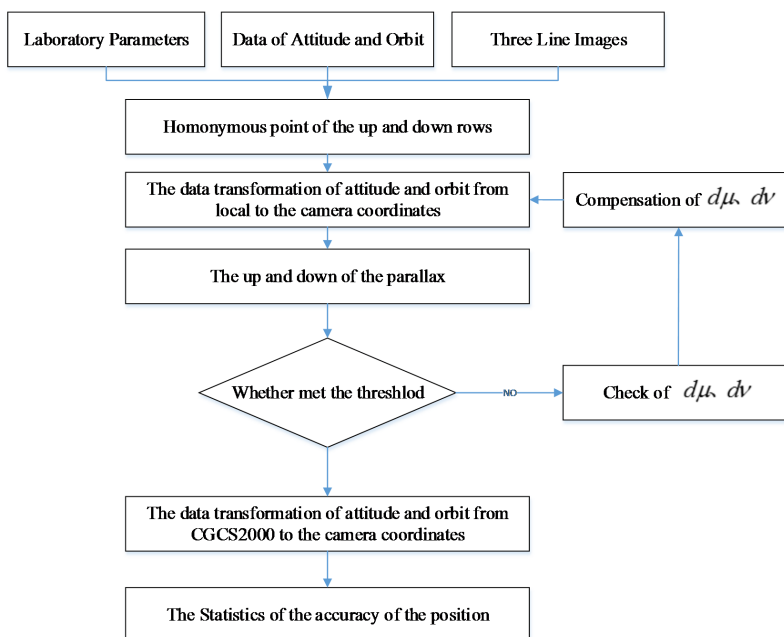 Laboratory Parameters
Data of Attitude and Orbit
Three Line Images
Homonymous point of the up and down rows
The data transformation of attitude and orbit from
local to the camera coordinates
Compensation of dμ、dν
The up and down of the parallax
Whether met the threshlod
NO
Check of dμ、dν
The data transformation of attitude and orbit from
CGCS2000 to the camera coordinates
The Statistics of the accuracy of the position